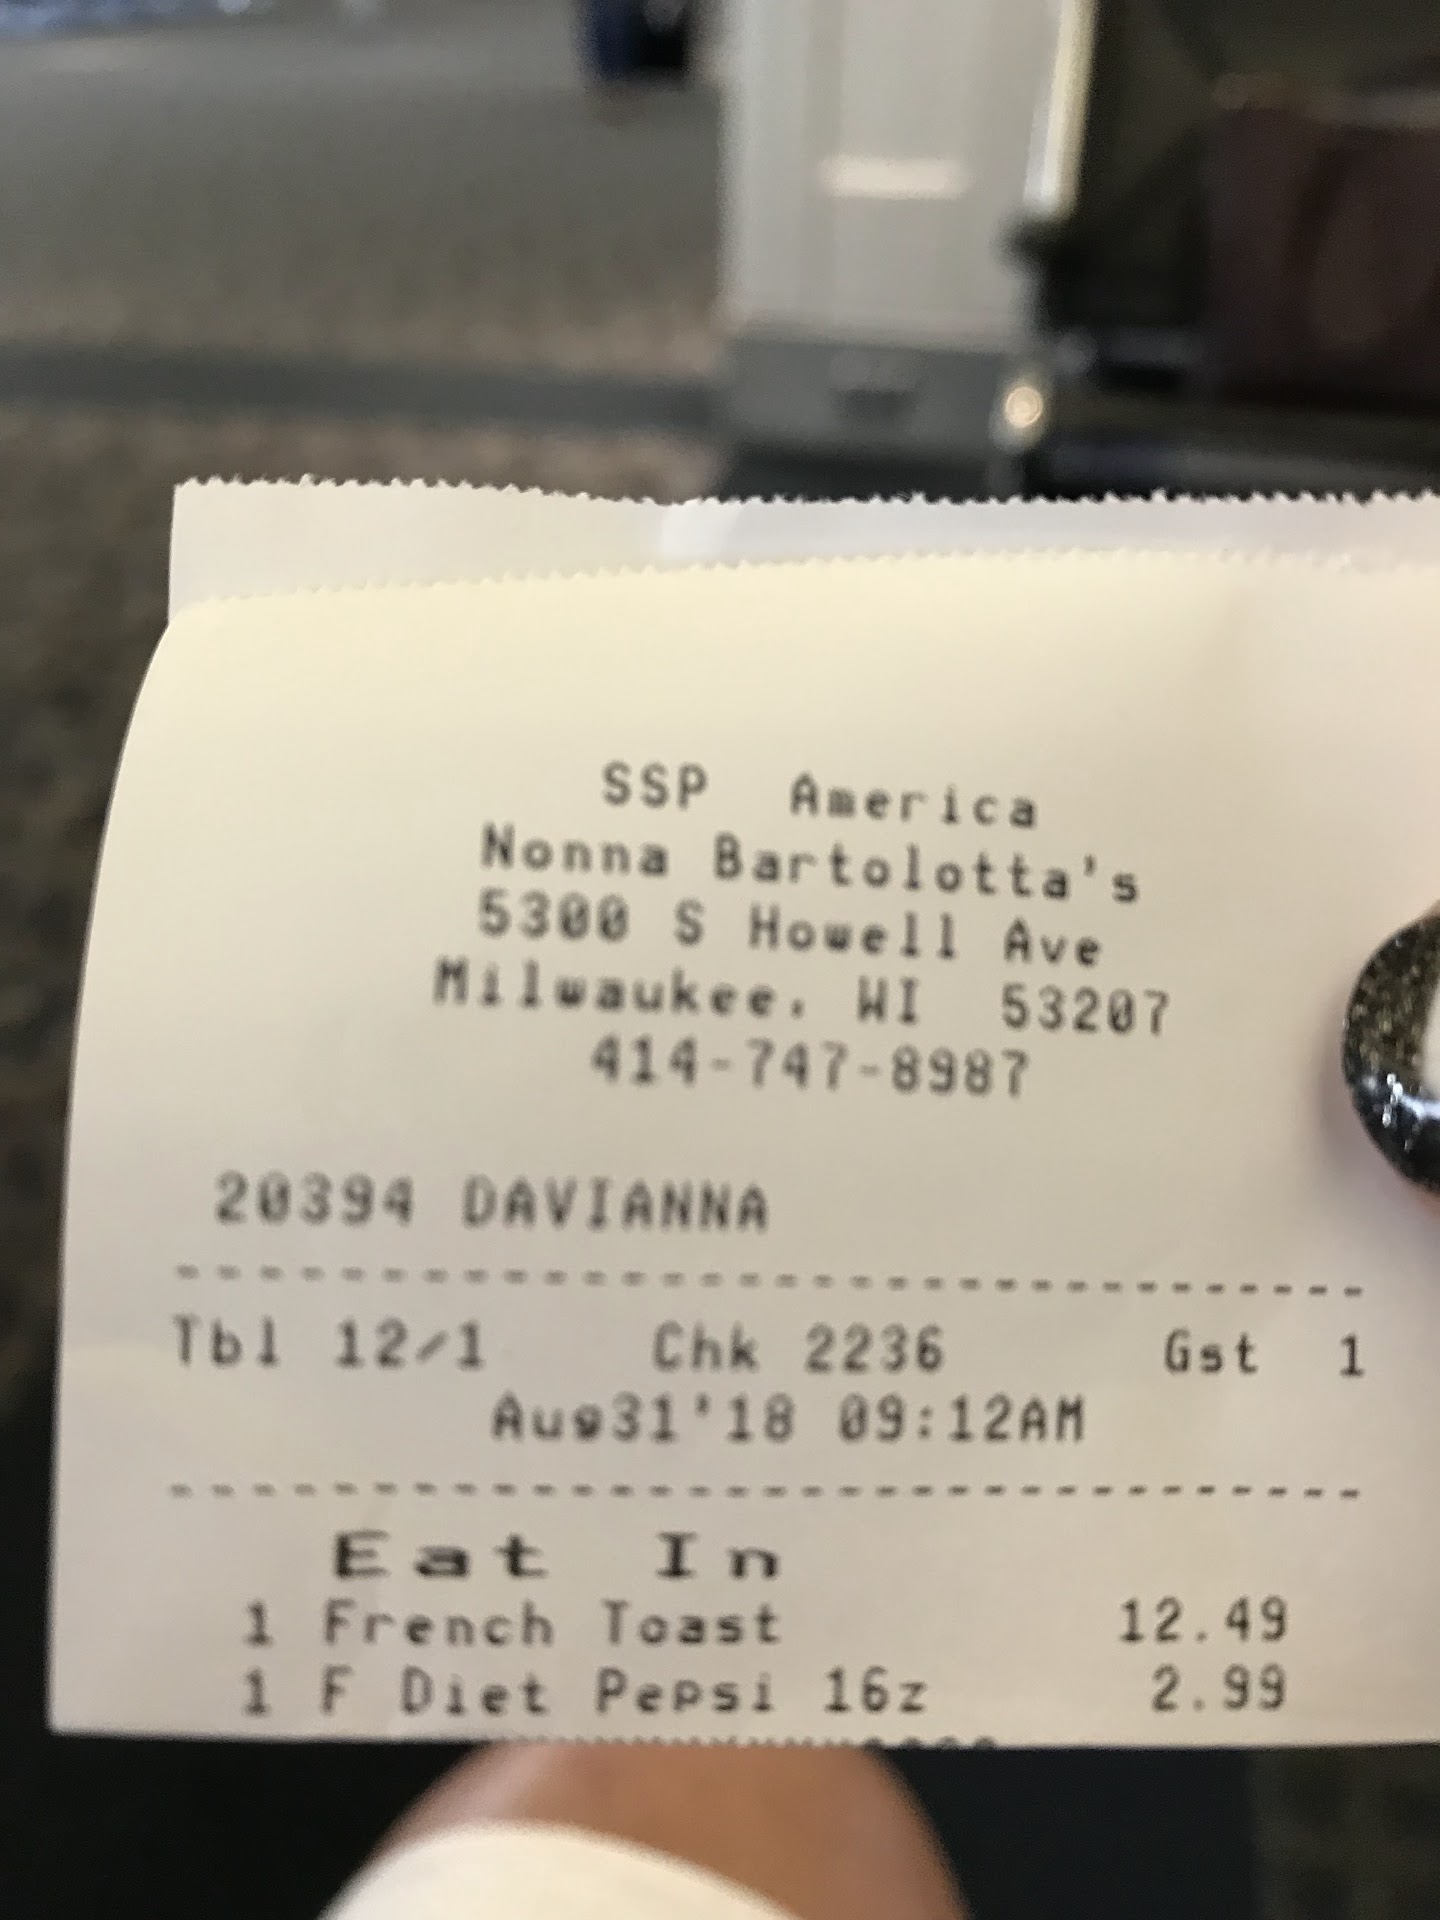 SSP America
Nonna Bartolotta's
5300 S Howell Ave
Milwaukee, WI 53207
414-747-8987
20394 DAVIANNA
Tbl 12/1 Chk 2236 Gst 1
Aug31'18 09:12AM
Eat In
1 French Toast 12.49
1 F Diet Pepsi 16z 2.99